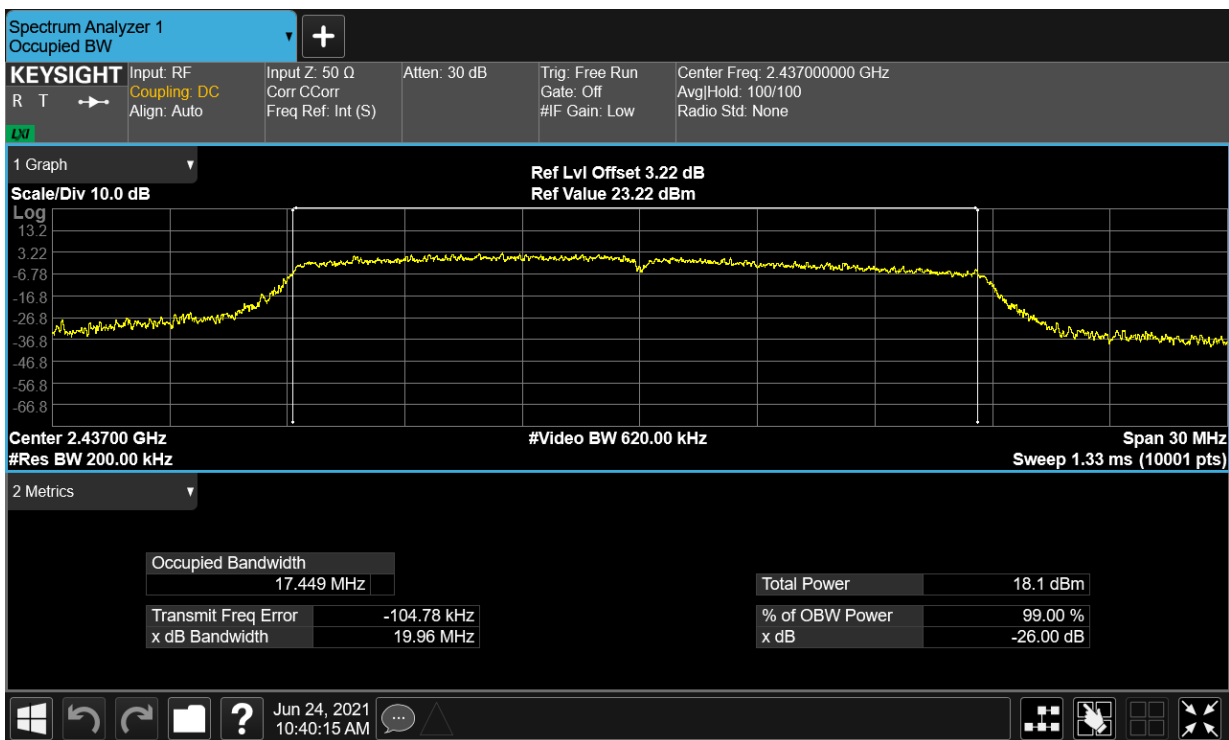 Spectrum Analyzer 1
Occupied BW
▼
+
KEYSIGHT
R T
LXI
Input: RF
Coupling: DC
Align: Auto
Input Z: 50 Ω
Corr CCorr
Freq Ref: Int (S)
Atten: 30 dB
Trig: Free Run
Gate: Off
#IF Gain: Low
Center Freq: 2.437000000 GHz
Avg|Hold: 100/100
Radio Std: None
1 Graph
Scale/Div 10.0 dB
Ref Lvl Offset 3.22 dB
Ref Value 23.22 dBm
Log
13.2
3.22
-6.78
-16.8
-26.8
-36.8
-46.8
-56.8
-66.8
Center 2.43700 GHz
#Res BW 200.00 kHz
#Video BW 620.00 kHz
Span 30 MHz
Sweep 1.33 ms (10001 pts)
2 Metrics
Occupied Bandwidth
17.449 MHz
Transmit Freq Error -104.78 kHz
x dB Bandwidth 19.96 MHz
Total Power 18.1 dBm
% of OBW Power 99.00 %
x dB -26.00 dB
?
Jun 24, 2021
10:40:15 AM